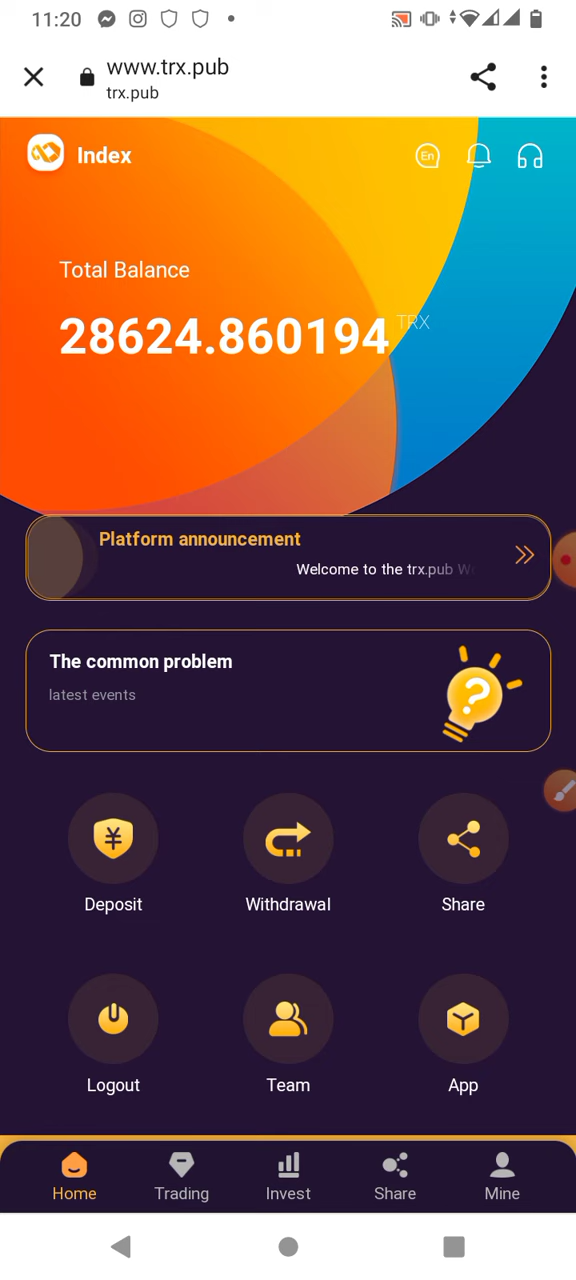 11:20
www.trx.pub
trx.pub
Index
En
Total Balance
28624.860194 TRX
Platform announcement
Welcome to the trx.pub
The common problem
latest events
Deposit
Withdrawal
Share
Logout
Team
App
Home
Trading
Invest
Share
Mine